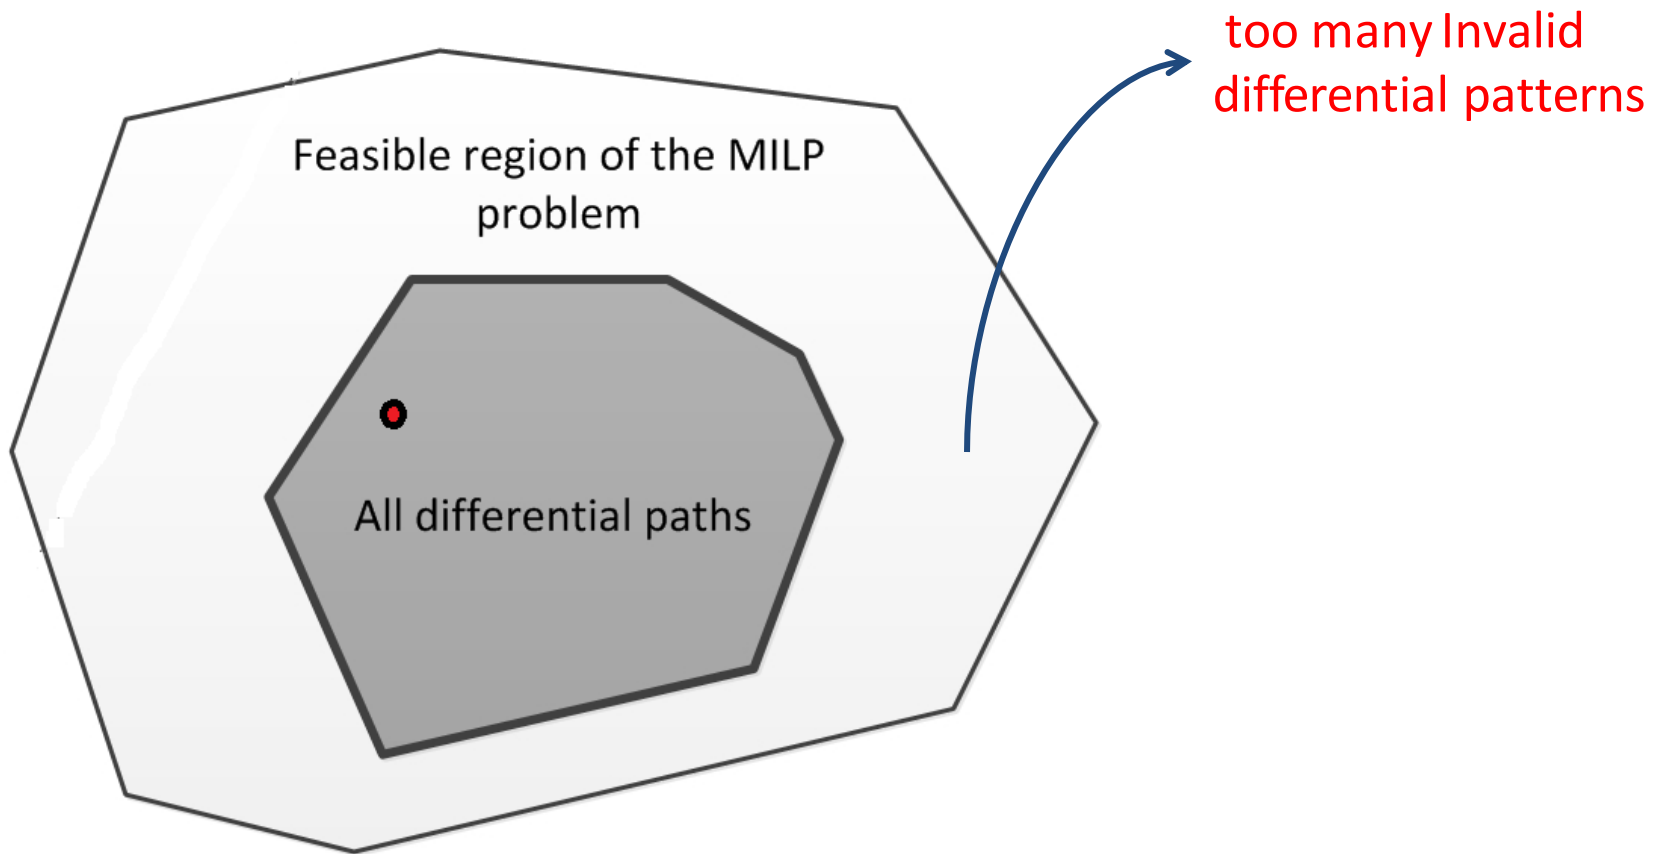 too many Invalid
differential patterns
Feasible region of the MILP
problem
All differential paths